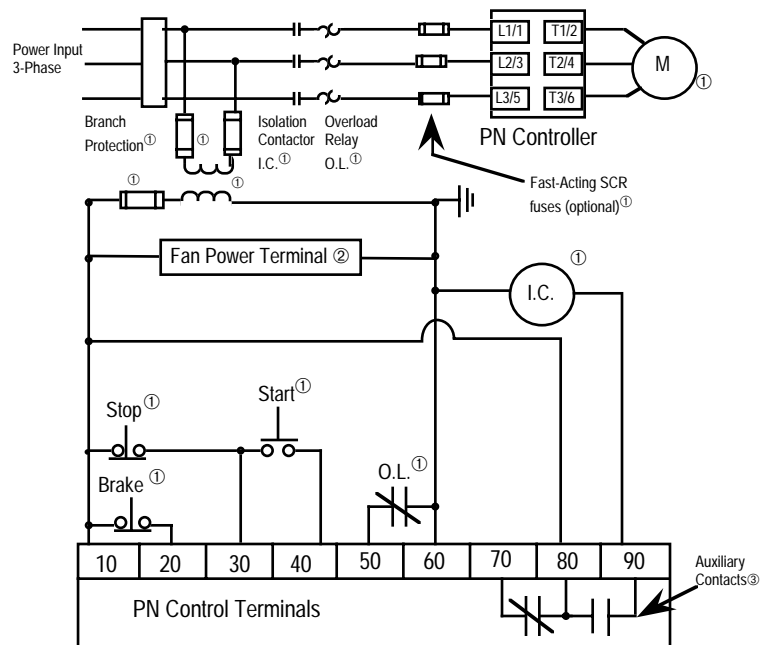 Power Input
3-Phase
L1/1 T1/2
L2/3 T2/4
L3/5 T3/6
M ①
PN Controller
Branch
Protection①
①
Isolation
Contactor
I.C.①
Overload
Relay
O.L.①
Fast-Acting SCR
fuses (optional)①
① ①
Fan Power Terminal ②
I.C. ①
Stop①
Start①
Brake①
O.L.①
10 20 30 40 50 60 70 80 90
PN Control Terminals
Auxiliary
Contacts③